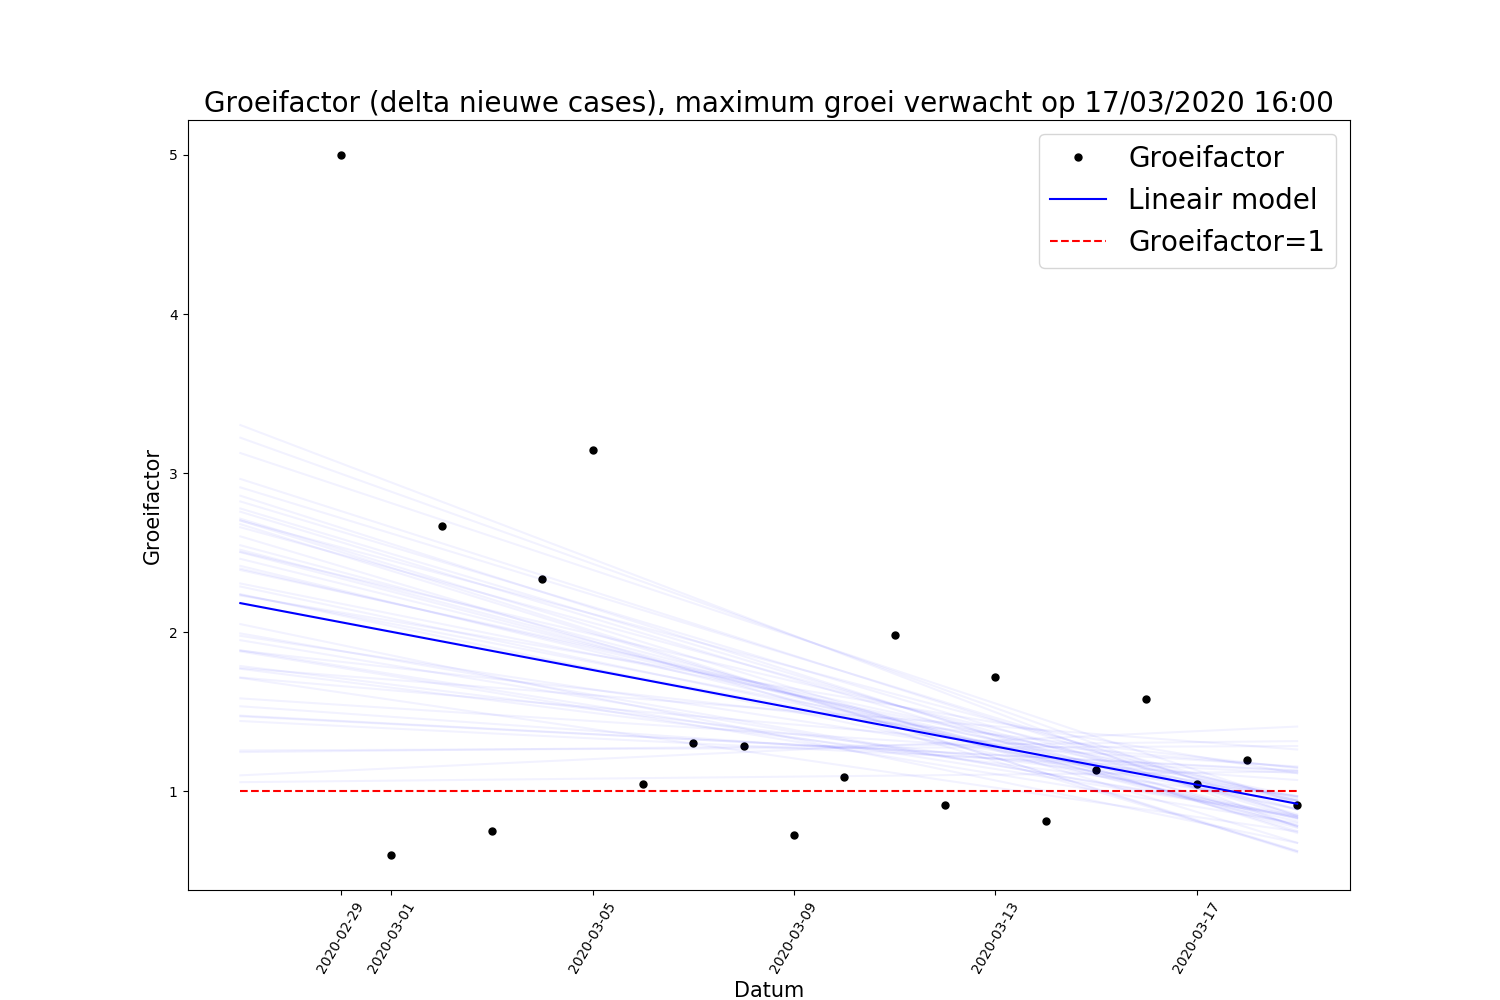 Groeifactor (delta nieuwe cases), maximum groei verwacht op 17/03/2020 16:00
Groeifactor
Lineair model
Groeifactor=1
5
4
3
2
1
Groeifactor
2020-02-29
2020-03-01
2020-03-05
2020-03-09
2020-03-13
2020-03-17
Datum